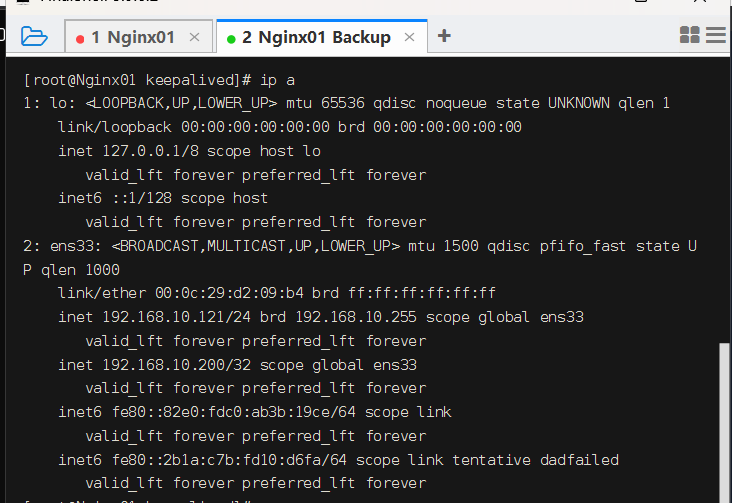 1 Nginx01 × 2 Nginx01 Backup × +
[root@Nginx01 keepalived]# ip a
1: lo: <LOOPBACK,UP,LOWER_UP> mtu 65536 qdisc noqueue state UNKNOWN qlen 1
link/loopback 00:00:00:00:00:00 brd 00:00:00:00:00:00
inet 127.0.0.1/8 scope host lo
valid_lft forever preferred_lft forever
inet6 ::1/128 scope host
valid_lft forever preferred_lft forever
2: ens33: <BROADCAST,MULTICAST,UP,LOWER_UP> mtu 1500 qdisc pfifo_fast state U
P qlen 1000
link/ether 00:0c:29:d2:09:b4 brd ff:ff:ff:ff:ff:ff
inet 192.168.10.121/24 brd 192.168.10.255 scope global ens33
valid_lft forever preferred_lft forever
inet 192.168.10.200/32 scope global ens33
valid_lft forever preferred_lft forever
inet6 fe80::82e0:fdc0:ab3b:19ce/64 scope link
valid_lft forever preferred_lft forever
inet6 fe80::2b1a:c7b:fd10:d6fa/64 scope link tentative dadfailed
valid_lft forever preferred_lft forever